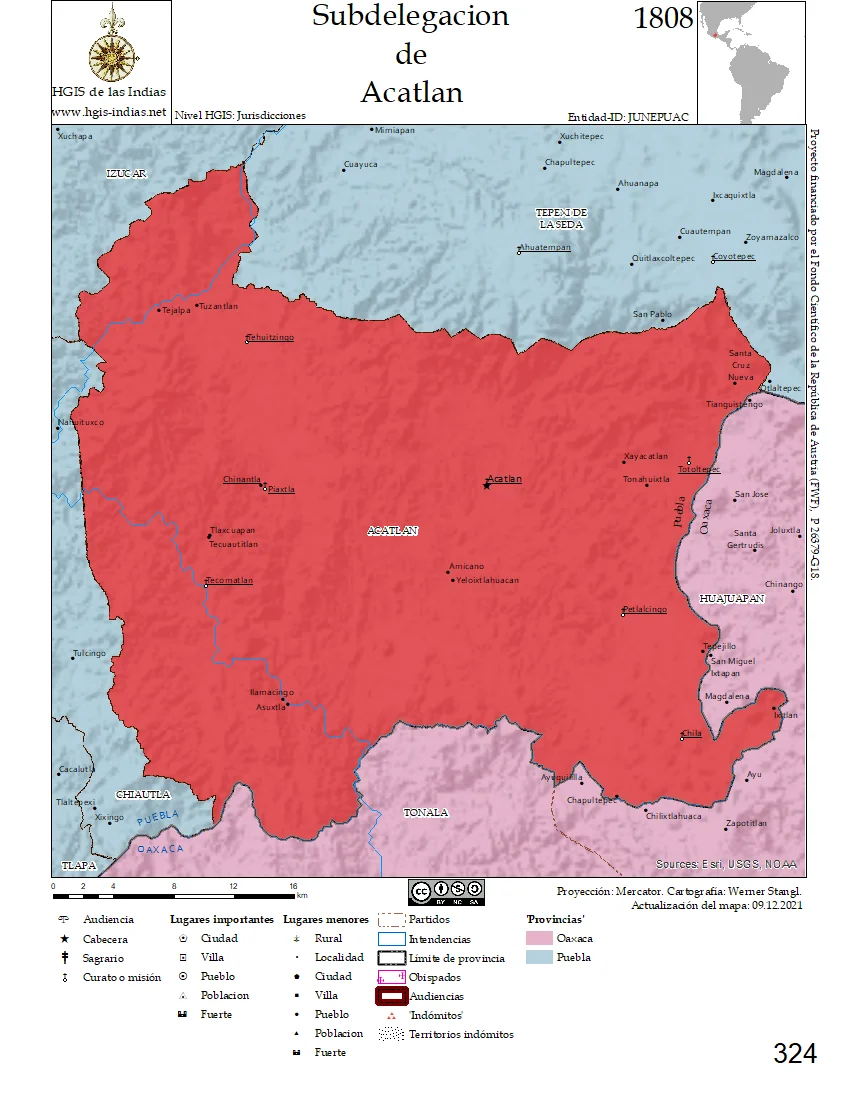 Subdelegacion
de
Acatlan
1808
HGIS de las Indias
www.hgis-indias.net
Nivel HGIS: Jurisdicciones
Entidad-ID: JUNEPUAC
Proyecto financiado por el Fondo Científico de la República de Austria (FWF), P 26379-G18.
Xuchapa
Mimiapan
Xuchitepec
IZUCAR
Cuayuca
Chapultepec
Magdalena
Ahuanapa
Ixcaquixtla
TEPEXI DE
LA SEDA
Cuautempan
Zoyamazalco
Ahuatempan
Quitlaxcoltepec
Coyotepec
Tejalpa
Tuzantlan
San Pablo
Tehuitzingo
Santa
Cruz
Nueva
Otlaltepec
Tianguistengo
Nahuituxco
Xayacatlan
Totoltepec
Chinantla
Piaxtla
Acatlan
Tonahuixtla
San Jose
Puebla
Oaxaca
Tlaxcuapan
Tecuautitlan
ACATLAN
Santa
Gertrudis
Joluxtla
Amicano
Yeloixtlahuacan
Tecomatlan
Chinango
HUAJUAPAN
Petlalcingo
Tulcingo
Tepejillo
San Miguel
Ixtapan
Ilamacingo
Asuxtla
Magdalena
Ixitlan
Chila
Cacalutla
Ayuquililla
Ayu
CHIAUTLA
Tlaltepexi
Chapultepec
Xixingo
PUEBLA
TONALA
Chilixtlahuaca
Zapotitlan
OAXACA
TLAPA
Sources: Esri, USGS, NOAA
0 2 4 8 12 16
km
cc
BY NC SA
Proyección: Mercator. Cartografía: Werner Stangl.
Actualización del mapa: 09.12.2021
Audiencia
Cabecera
Sagrario
Curato o misión
Lugares importantes
Ciudad
Villa
Pueblo
Poblacion
Fuerte
Lugares menores
Rural
Localidad
Ciudad
Villa
Pueblo
Poblacion
Fuerte
Partidos
Intendencias
Límite de provincia
Obispados
Audiencias
'Indómitos'
Territorios indómitos
'Provincias'
Oaxaca
Puebla
324